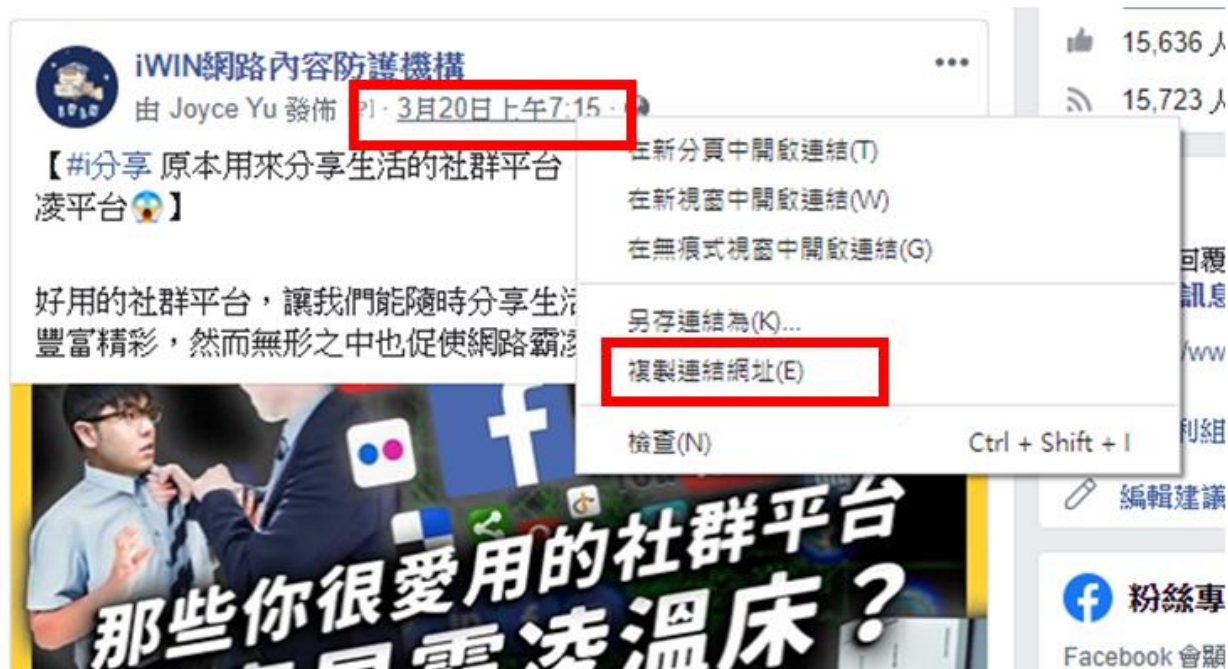 iWIN網路內容防護機構
由 Joyce Yu 發佈 [?] · 3月20日上午7:15 ·
【#i分享 原本用來分享生活的社群平台
凌平台😱】
好用的社群平台，讓我們能隨時分享生活
豐富精彩，然而無形之中也促使網路霸凌
在新分頁中開啟連結(T)
在新視窗中開啟連結(W)
在無痕式視窗中開啟連結(G)
另存連結為(K)...
複製連結網址(E)
檢查(N) Ctrl + Shift + I
那些你很愛用的社群平台
霸凌溫床？
15,636 人
15,723 人
回覆
訊息
/ww
利組
編輯建議
粉絲專
Facebook 會